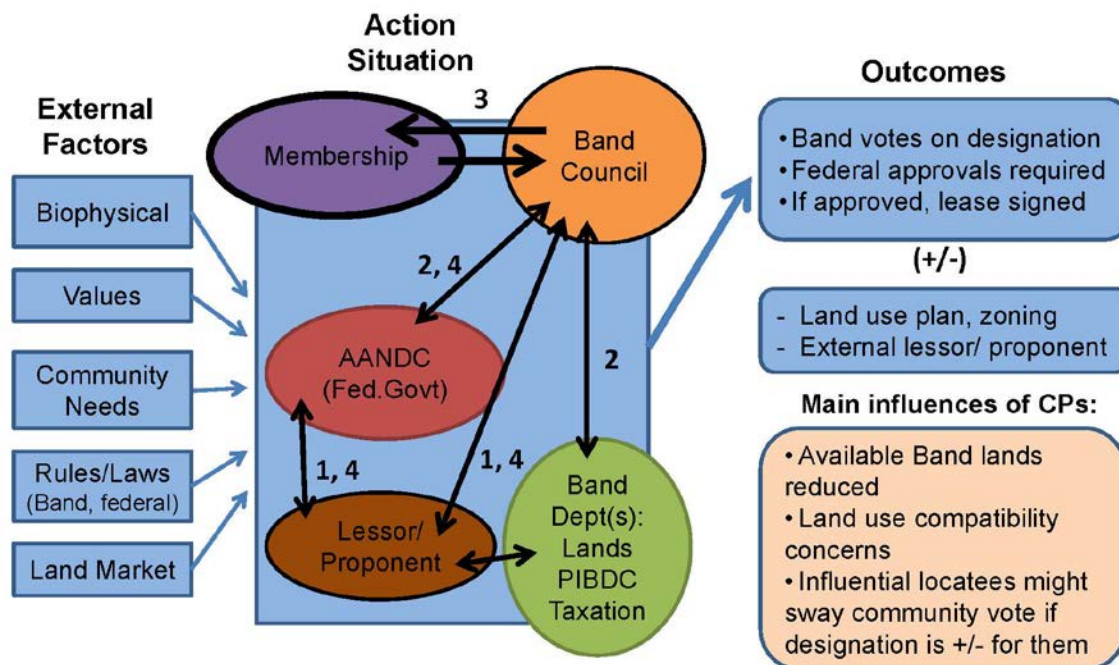 External
Factors
Biophysical
Values
Community
Needs
Rules/Laws
(Band, federal)
Land Market
Action
Situation
3
Membership
Band
Council
2, 4
AANDC
(Fed.Govt)
2
1, 4
1, 4
Lessor/
Proponent
Band
Dept(s):
Lands
PIBDC
Taxation
Outcomes
•Band votes on designation
•Federal approvals required
•If approved, lease signed
(+/-)
- Land use plan, zoning
- External lessor/ proponent
Main influences of CPs:
•Available Band lands
reduced
•Land use compatibility
concerns
•Influential locatees might
sway community vote if
designation is +/- for them